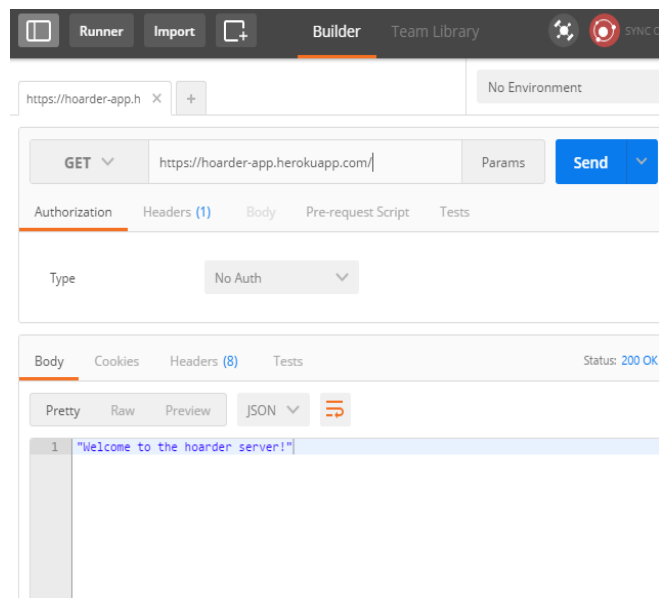 Runner Import Builder Team Library SYNC
https://hoarder-app.h × + No Environment
GET https://hoarder-app.herokuapp.com/ Params Send
Authorization Headers (1) Body Pre-request Script Tests
Type No Auth
Body Cookies Headers (8) Tests Status: 200 OK
Pretty Raw Preview JSON
1 "Welcome to the hoarder server!"